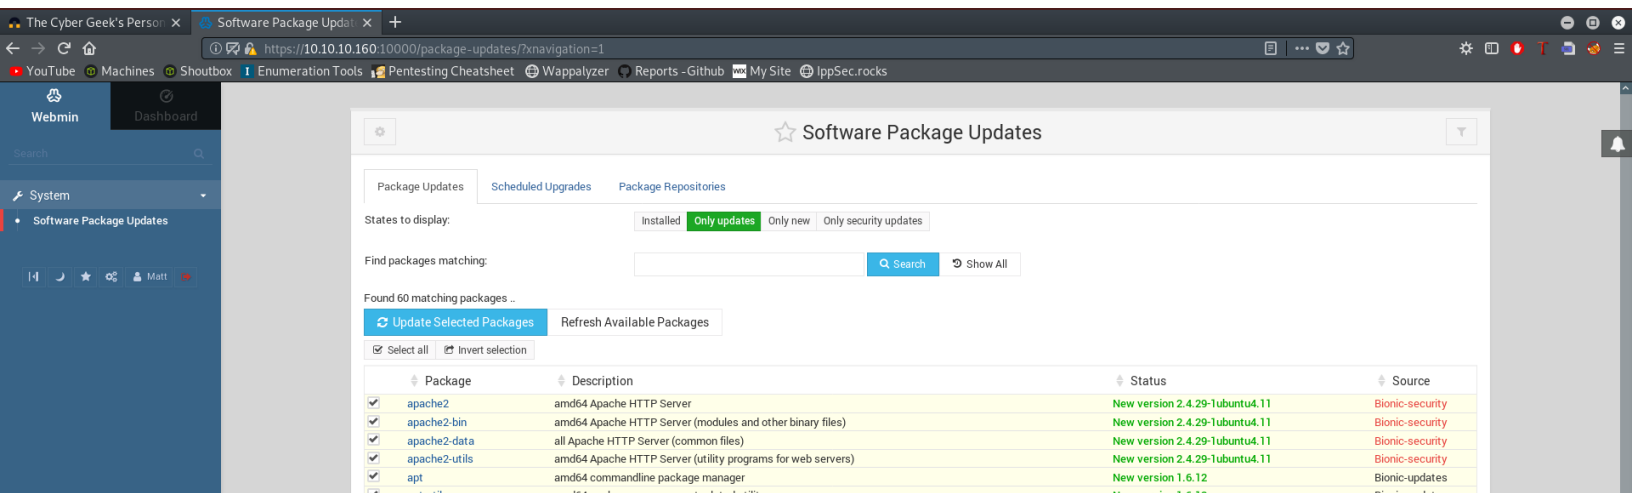 The Cyber Geek's Person
Software Package Updat
https://10.10.10.160:10000/package-updates/?xnavigation=1
YouTube Machines Shoutbox Enumeration Tools Pentesting Cheatsheet Wappalyzer Reports - Github My Site IppSec.rocks
Webmin Dashboard
Search
System
Software Package Updates
Matt
Software Package Updates
Package Updates Scheduled Upgrades Package Repositories
States to display: Installed Only updates Only new Only security updates
Find packages matching: Search Show All
Found 60 matching packages ..
Update Selected Packages Refresh Available Packages
Select all Invert selection
Package Description Status Source
apache2 amd64 Apache HTTP Server New version 2.4.29-1ubuntu4.11 Bionic-security
apache2-bin amd64 Apache HTTP Server (modules and other binary files) New version 2.4.29-1ubuntu4.11 Bionic-security
apache2-data all Apache HTTP Server (common files) New version 2.4.29-1ubuntu4.11 Bionic-security
apache2-utils amd64 Apache HTTP Server (utility programs for web servers) New version 2.4.29-1ubuntu4.11 Bionic-security
apt amd64 commandline package manager New version 1.6.12 Bionic-updates